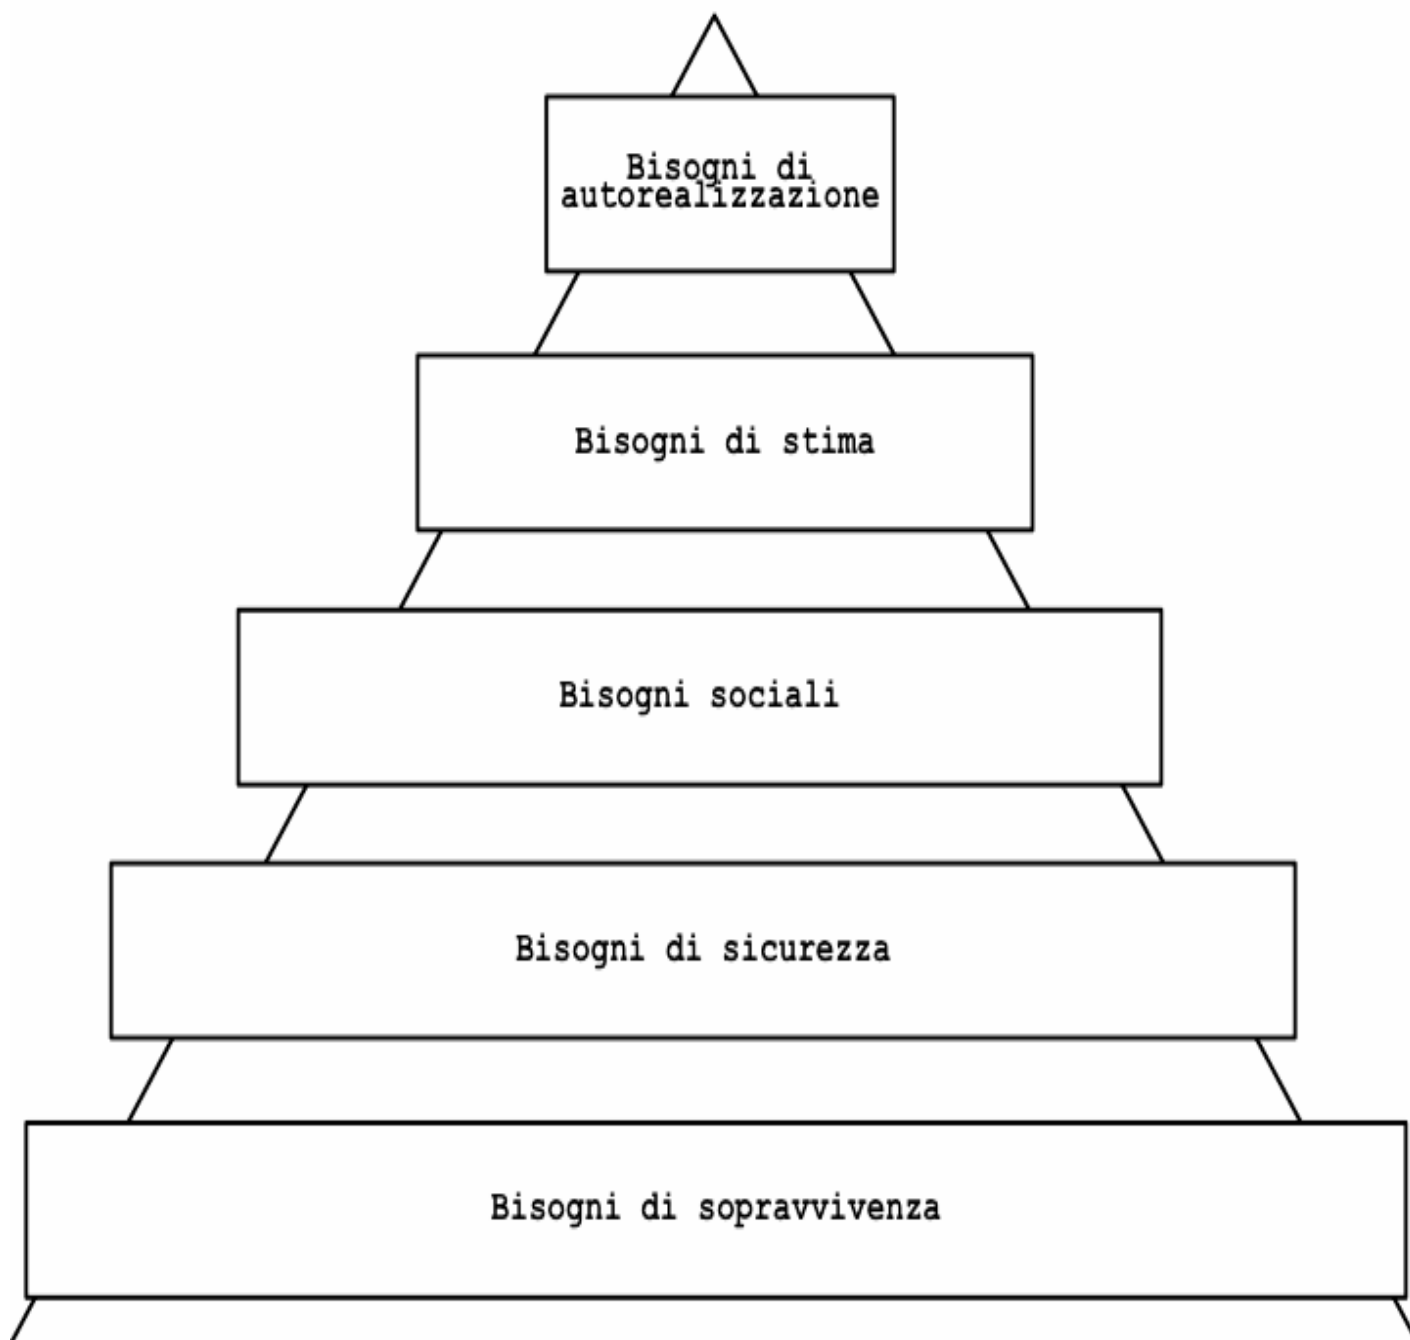 Bisogni di
autorealizzazione
Bisogni di stima
Bisogni sociali
Bisogni di sicurezza
Bisogni di sopravvivenza